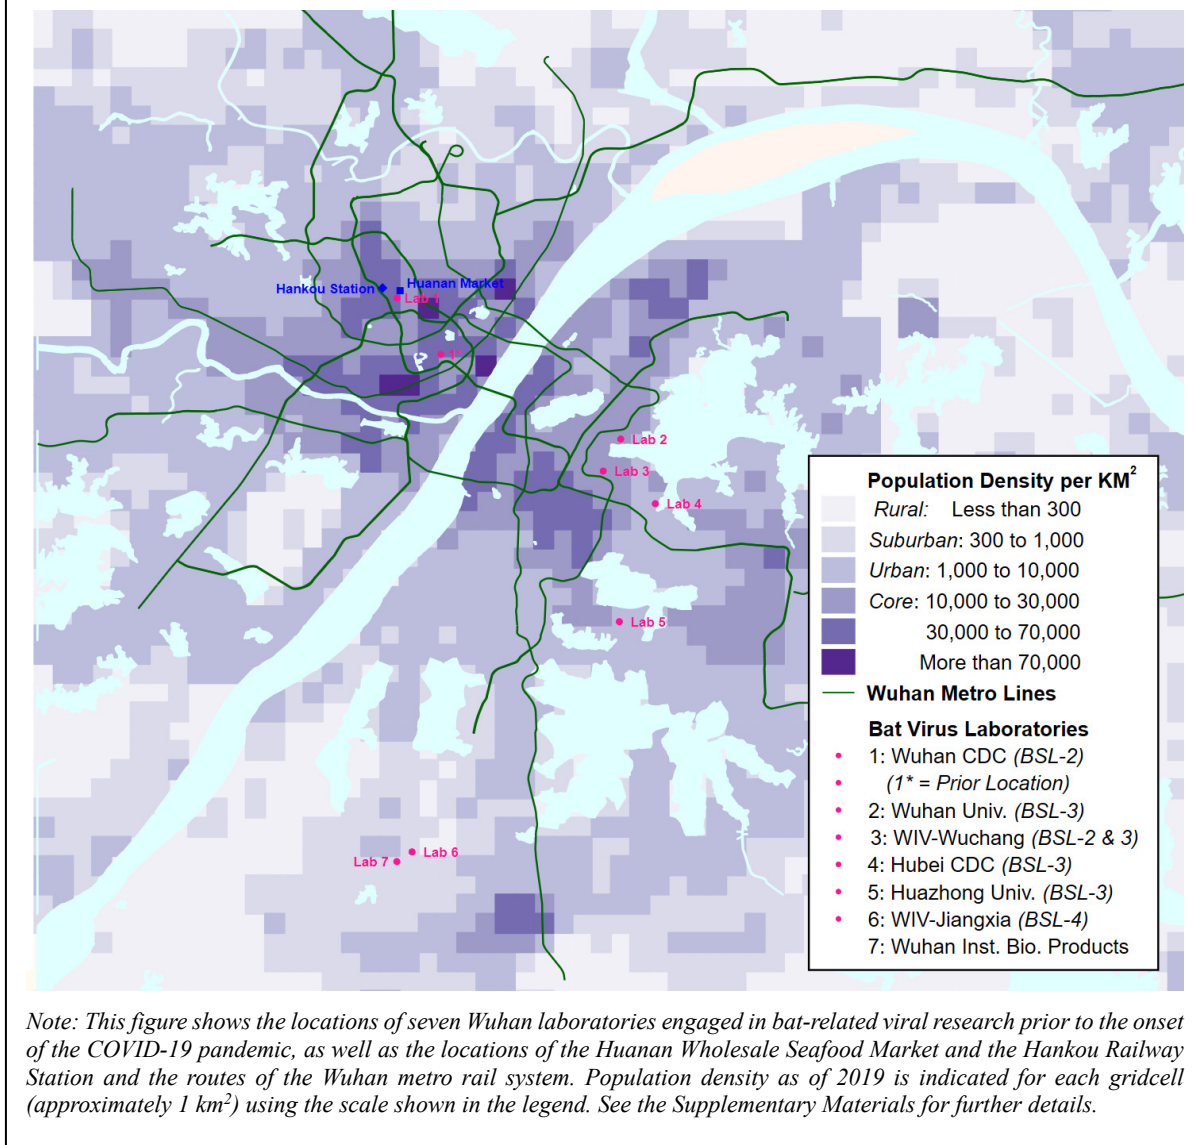 Hankou Station
Huanan Market
Lab 1
1*
Lab 2
Lab 3
Lab 4
Lab 5
Lab 6
Lab 7
Population Density per KM²
Rural: Less than 300
Suburban: 300 to 1,000
Urban: 1,000 to 10,000
Core: 10,000 to 30,000
30,000 to 70,000
More than 70,000
Wuhan Metro Lines
Bat Virus Laboratories
1: Wuhan CDC (BSL-2)
(1* = Prior Location)
2: Wuhan Univ. (BSL-3)
3: WIV-Wuchang (BSL-2 & 3)
4: Hubei CDC (BSL-3)
5: Huazhong Univ. (BSL-3)
6: WIV-Jiangxia (BSL-4)
7: Wuhan Inst. Bio. Products
Note: This figure shows the locations of seven Wuhan laboratories engaged in bat-related viral research prior to the onset
of the COVID-19 pandemic, as well as the locations of the Huanan Wholesale Seafood Market and the Hankou Railway
Station and the routes of the Wuhan metro rail system. Population density as of 2019 is indicated for each gridcell
(approximately 1 km²) using the scale shown in the legend. See the Supplementary Materials for further details.